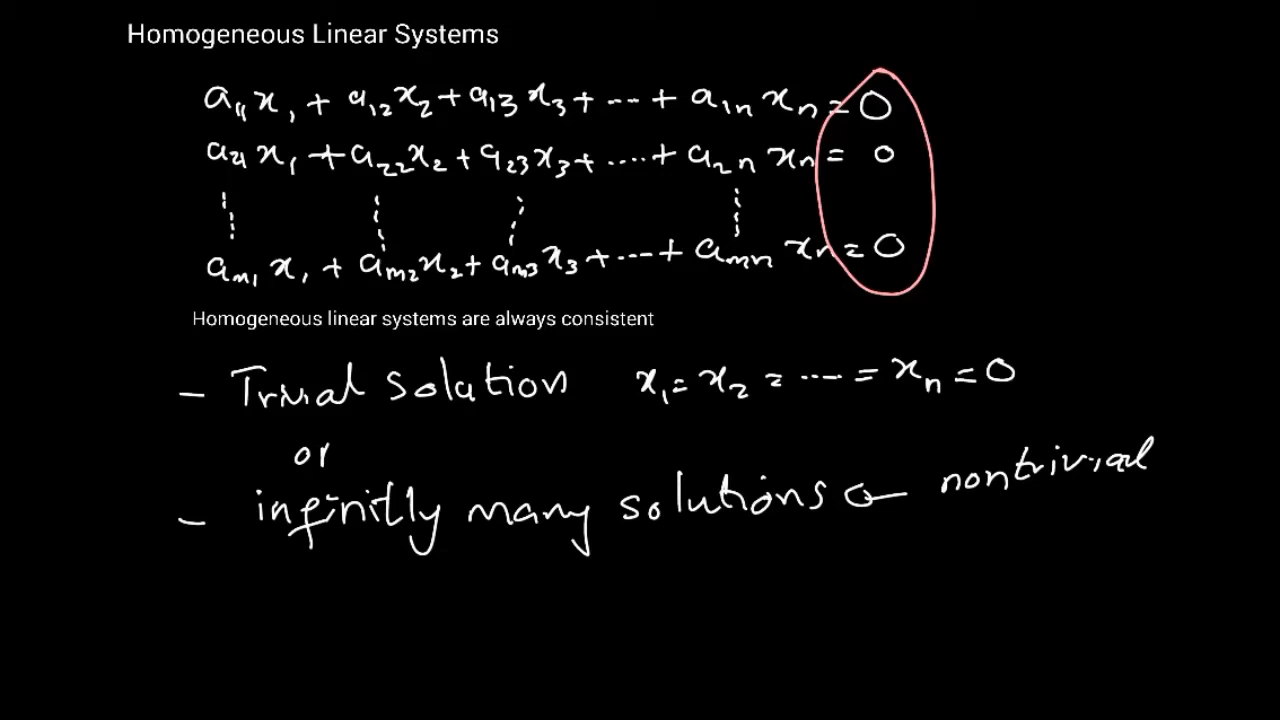 Homogeneous Linear Systems
a₁₁x₁ + a₁₂x₂ + a₁₃x₃ + --- + a₁ₙxₙ = 0
a₂₁x₁ + a₂₂x₂ + a₂₃x₃ + ---- + a₂ₙxₙ = 0
aₘ₁x₁ + aₘ₂x₂ + aₘ₃x₃ + ---- + aₘₙxₙ = 0
Homogeneous linear systems are always consistent
- Trivial solution x₁ = x₂ = ---- = xₙ = 0
or
- infinitly many solutions ← nontrivial